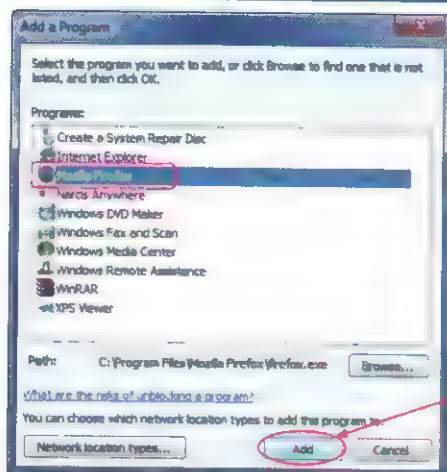 Add a Program
Select the program you want to add, or click Browse to find one that is not
listed, and then click OK.
Programs:
Create a System Repair Disc
Internet Explorer
Mozilla Firefox
Narcis Anywhere
Windows DVD Maker
Windows Fax and Scan
Windows Media Center
Windows Remote Assistance
WinRAR
XPS Viewer
Path: C:\Program Files\Mozilla Firefox\firefox.exe Browse...
What are the risks of unblocking a program?
You can choose which network location types to add this program to.
Network location types... Add Cancel